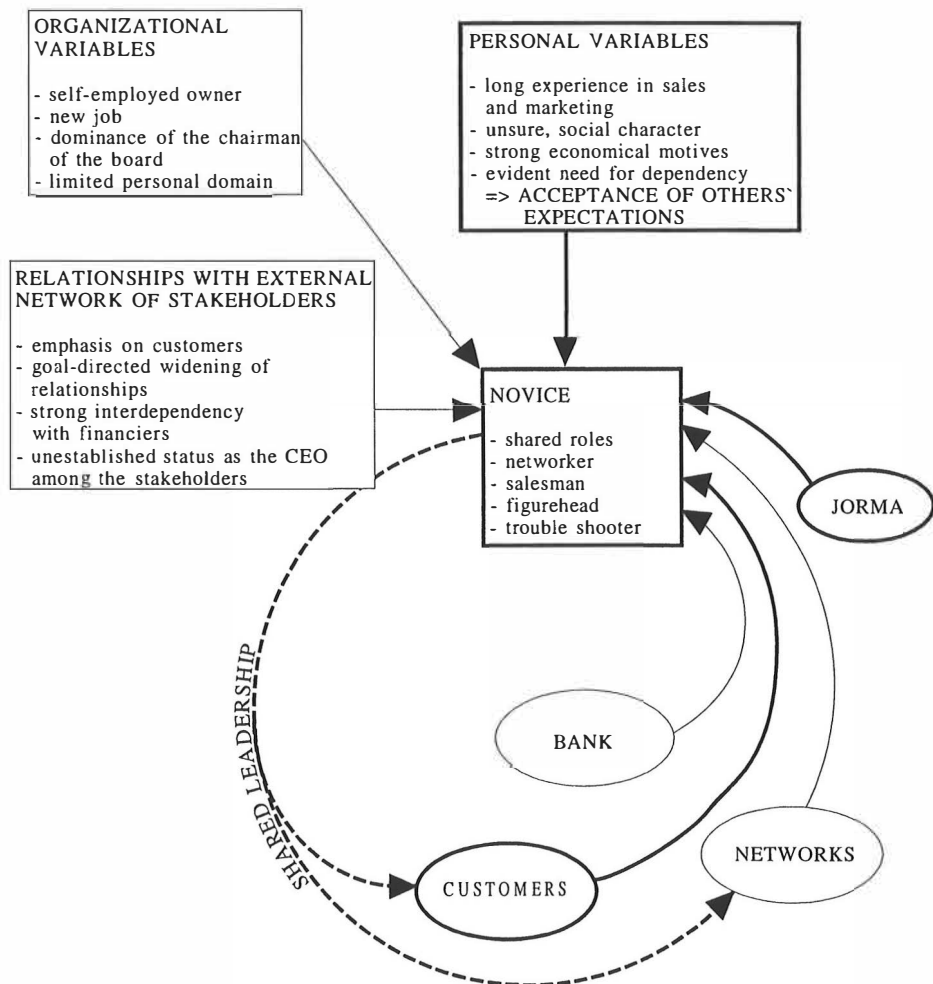 ORGANIZATIONAL
VARIABLES
- self-employed owner
- new job
- dominance of the chairman
of the board
- limited personal domain
PERSONAL VARIABLES
- long experience in sales
and marketing
- unsure, social character
- strong economical motives
- evident need for dependency
=> ACCEPTANCE OF OTHERS`
EXPECTATIONS
RELATIONSHIPS WITH EXTERNAL
NETWORK OF STAKEHOLDERS
- emphasis on customers
- goal-directed widening of
relationships
- strong interdependency
with financiers
- unestablished status as the CEO
among the stakeholders
NOVICE
- shared roles
- networker
- salesman
- figurehead
- trouble shooter
JORMA
BANK
NETWORKS
CUSTOMERS
SHARED LEADERSHIP